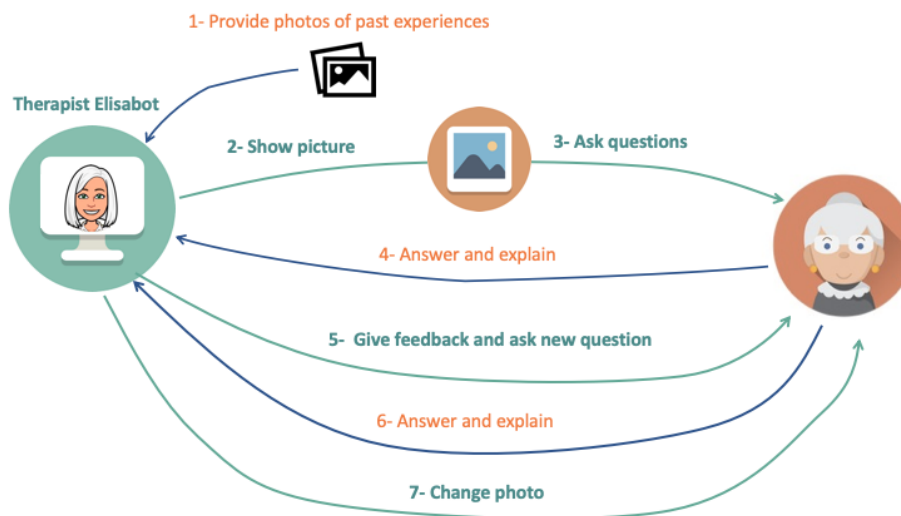 1- Provide photos of past experiences
Therapist Elisabot
2- Show picture
3- Ask questions
4- Answer and explain
5- Give feedback and ask new question
6- Answer and explain
7- Change photo